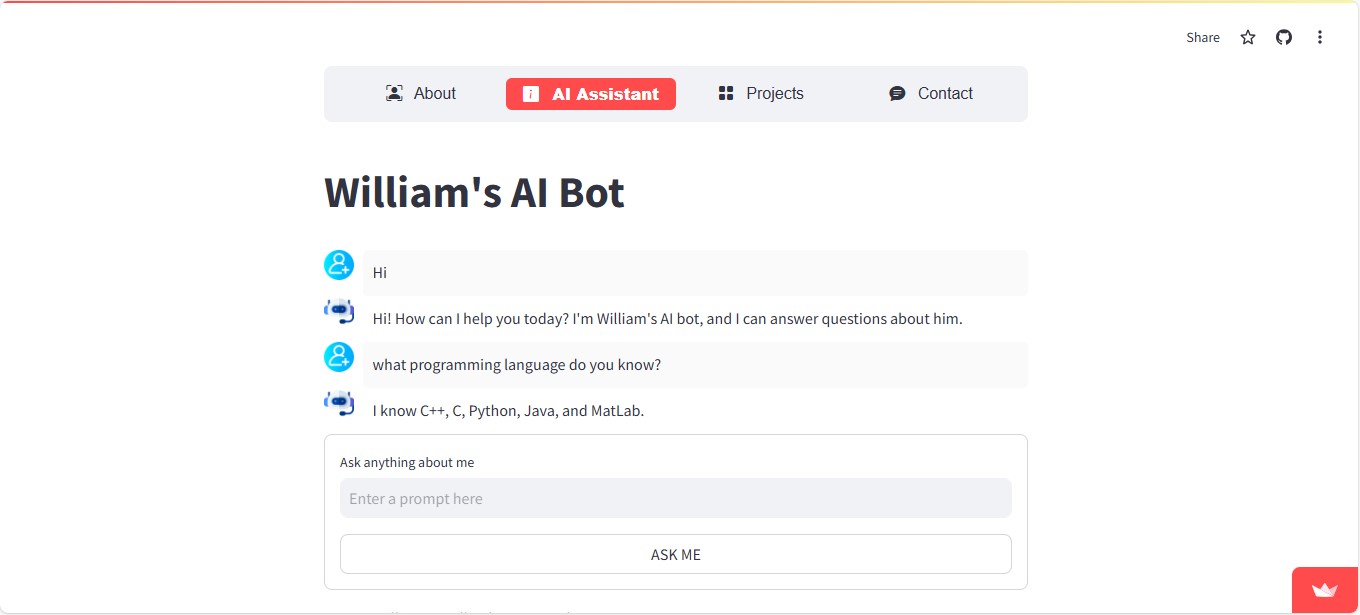 Share
About
AI Assistant
Projects
Contact
William's AI Bot
Hi
Hi! How can I help you today? I'm William's AI bot, and I can answer questions about him.
what programming language do you know?
I know C++, C, Python, Java, and MatLab.
Ask anything about me
Enter a prompt here
ASK ME